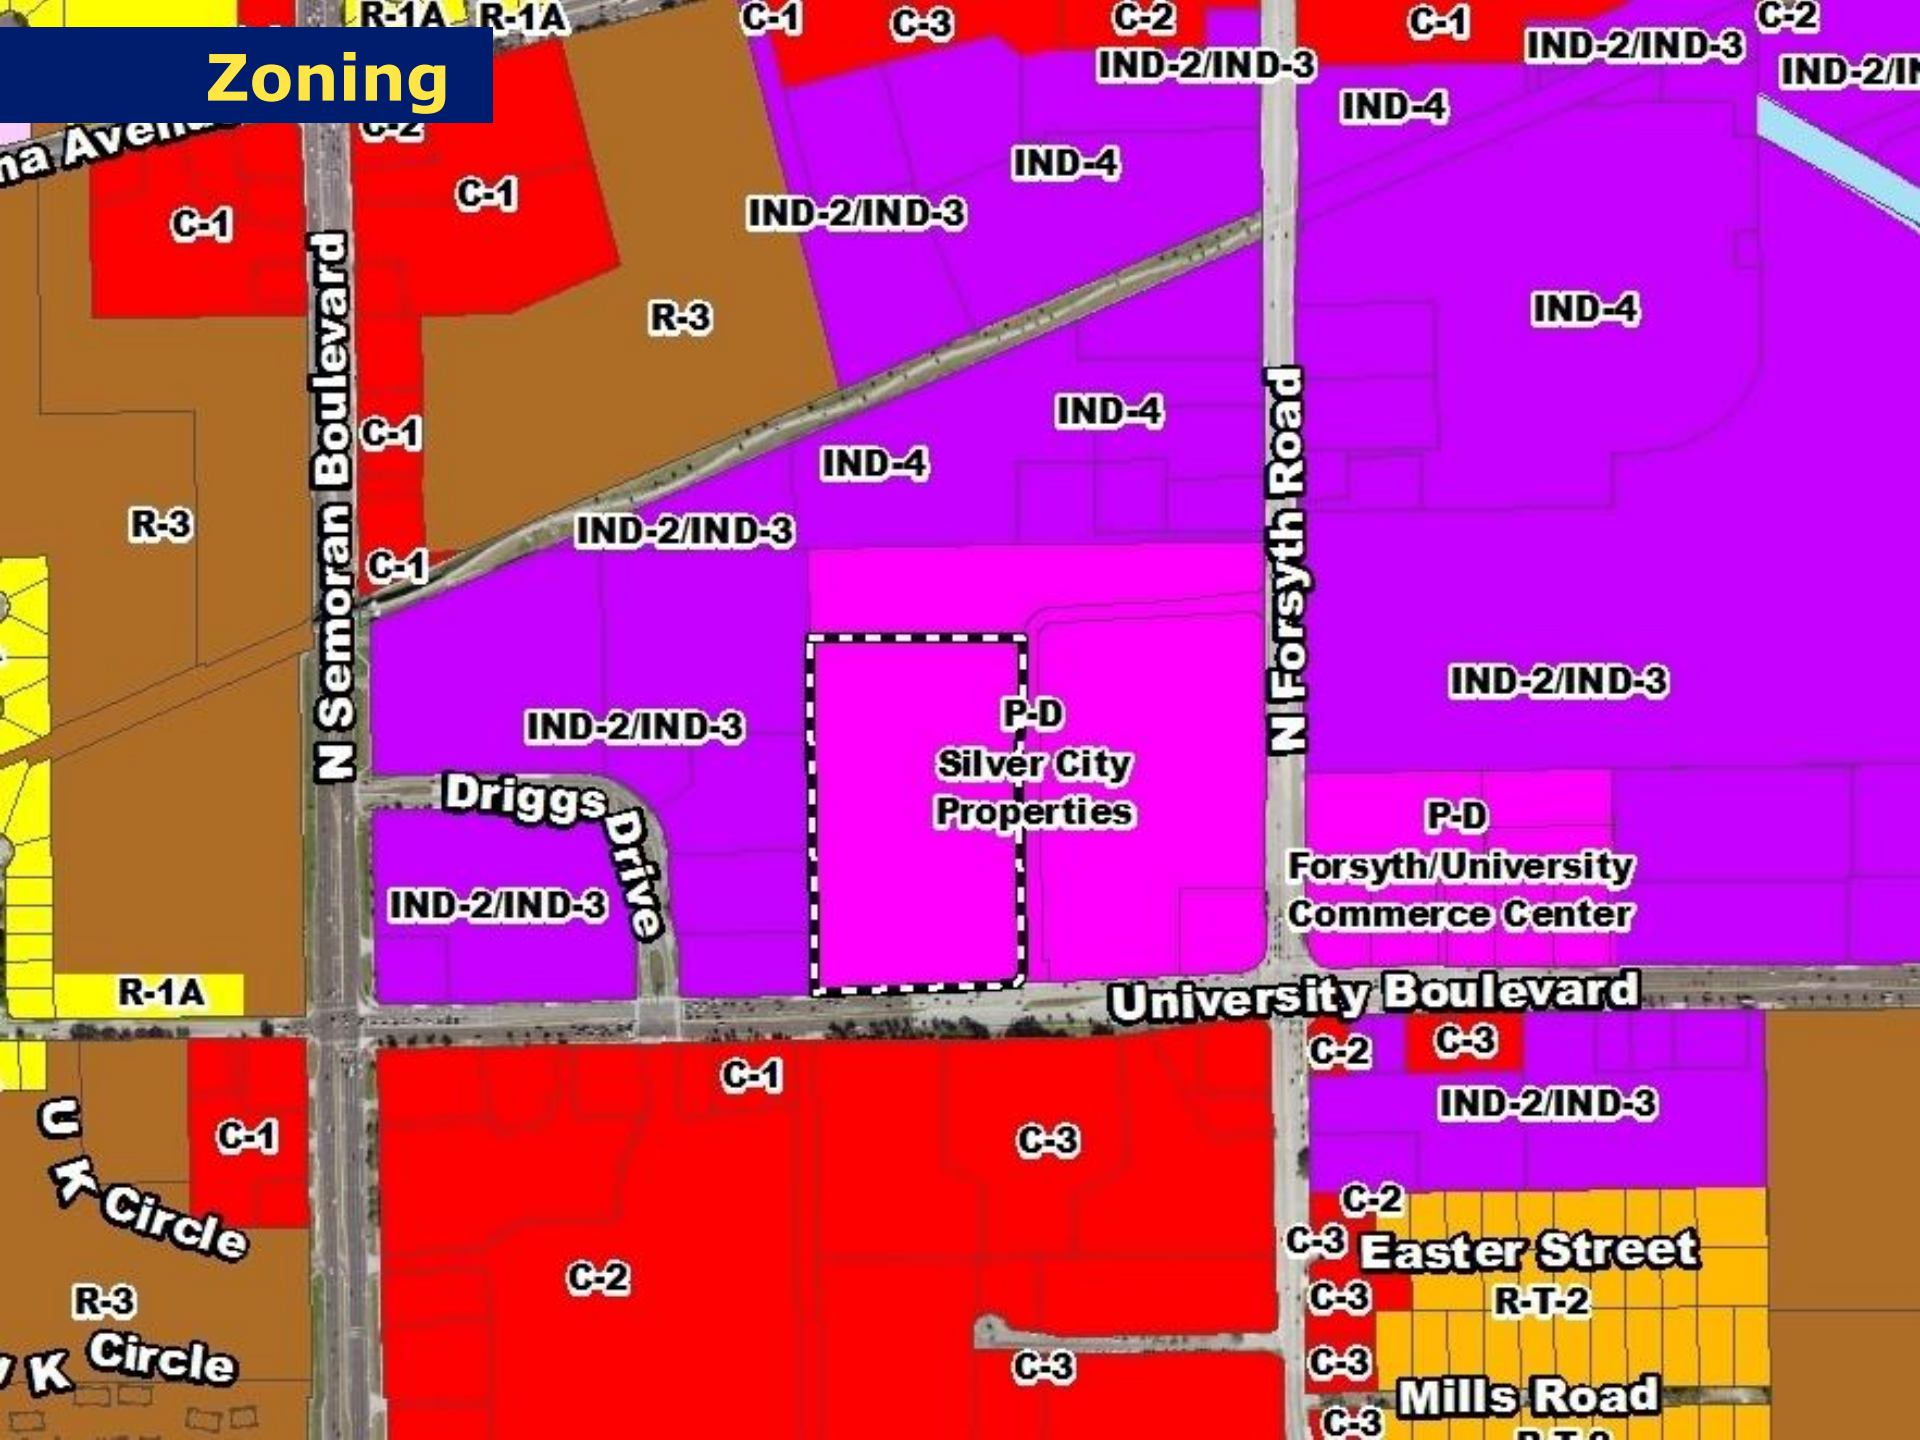 R-1A
R-1A
C-1
C-3
C-2
C-1
C-2
IND-2/IND-3
IND-2/IND-3
Zoning
C-2
IND-4
C-1
C-1
IND-4
IND-2/IND-3
R-3
IND-4
N Semoran Boulevard
N Forsyth Road
C-1
IND-4
IND-4
R-3
IND-2/IND-3
C-1
IND-2/IND-3
IND-2/IND-3
P-D
Silver City
Properties
Driggs Drive
P-D
Forsyth/University
Commerce Center
IND-2/IND-3
R-1A
University Boulevard
C-2
C-3
C-1
IND-2/IND-3
C-1
C-3
U K Circle
C-2
C-3
Easter Street
C-2
R-3
C-3
R-T-2
K Circle
C-3
C-3
Mills Road
C-3